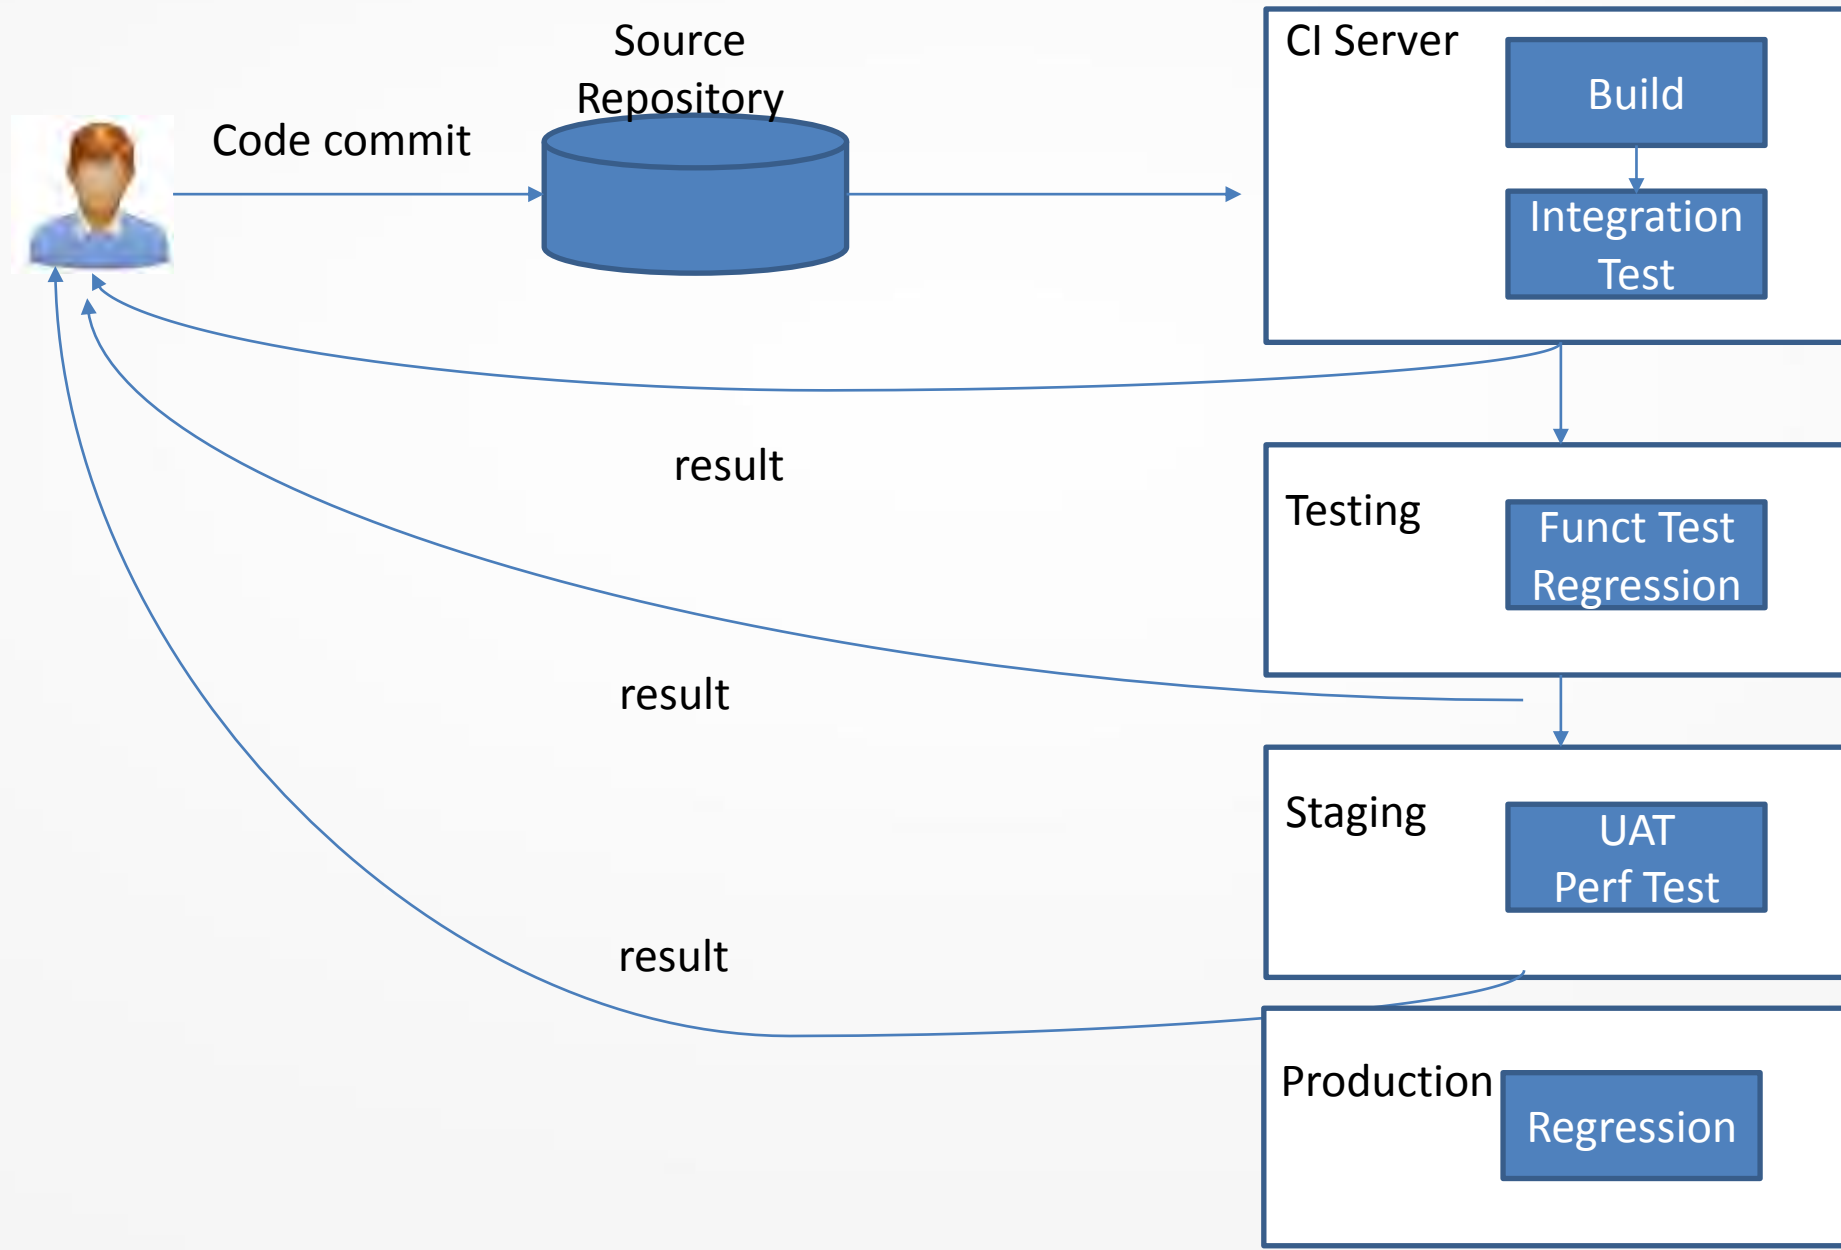 Source
Repository
Code commit
CI Server
Build
Integration
Test
result
Testing
Funct Test
Regression
result
Staging
UAT
Perf Test
result
Production
Regression